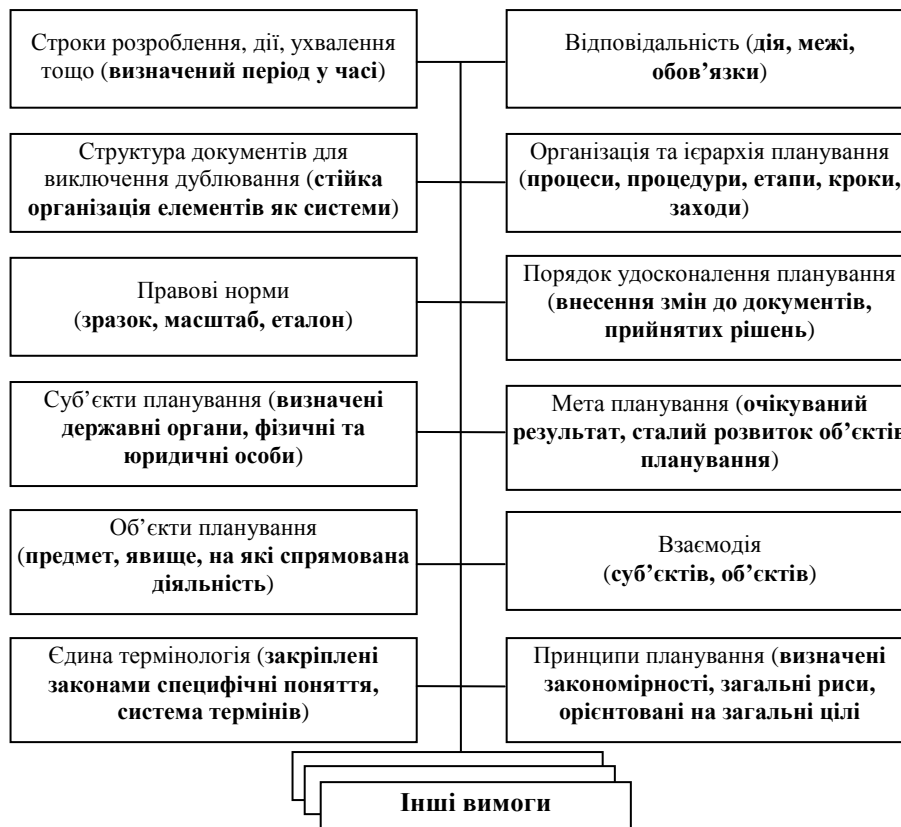 Строки розроблення, дії, ухвалення
тощо (визначений період у часі)
Відповідальність (дія, межі,
обов’язки)
Структура документів для
виключення дублювання (стійка
організація елементів як системи)
Організація та ієрархія планування
(процеси, процедури, етапи, кроки,
заходи)
Правові норми
(зразок, масштаб, еталон)
Порядок удосконалення планування
(внесення змін до документів,
прийнятих рішень)
Суб’єкти планування (визначені
державні органи, фізичні та
юридичні особи)
Мета планування (очікуваний
результат, сталий розвиток об’єктів
планування)
Об’єкти планування
(предмет, явище, на які спрямована
діяльність)
Взаємодія
(суб’єктів, об’єктів)
Єдина термінологія (закріплені
законами специфічні поняття,
система термінів)
Принципи планування (визначені
закономірності, загальні риси,
орієнтовані на загальні цілі
Інші вимоги